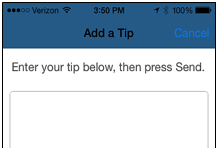 Verizon 3:50 PM 100%
Add a Tip Cancel
Enter your tip below, then press Send.